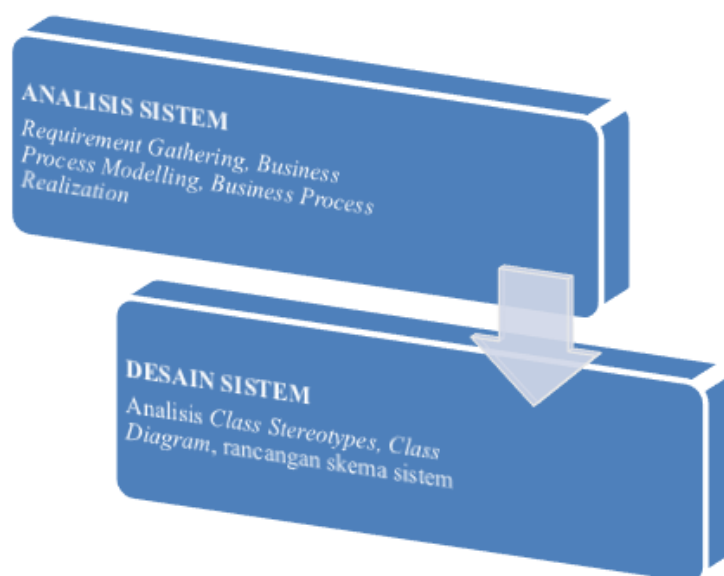 ANALISIS SISTEM
Requirement Gathering, Business
Process Modelling, Business Process
Realization
DESAIN SISTEM
Analisis Class Stereotypes, Class
Diagram, rancangan skema sistem